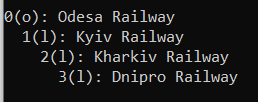 0(o): Odesa Railway
1(l): Kyiv Railway
2(l): Kharkiv Railway
3(l): Dnipro Railway